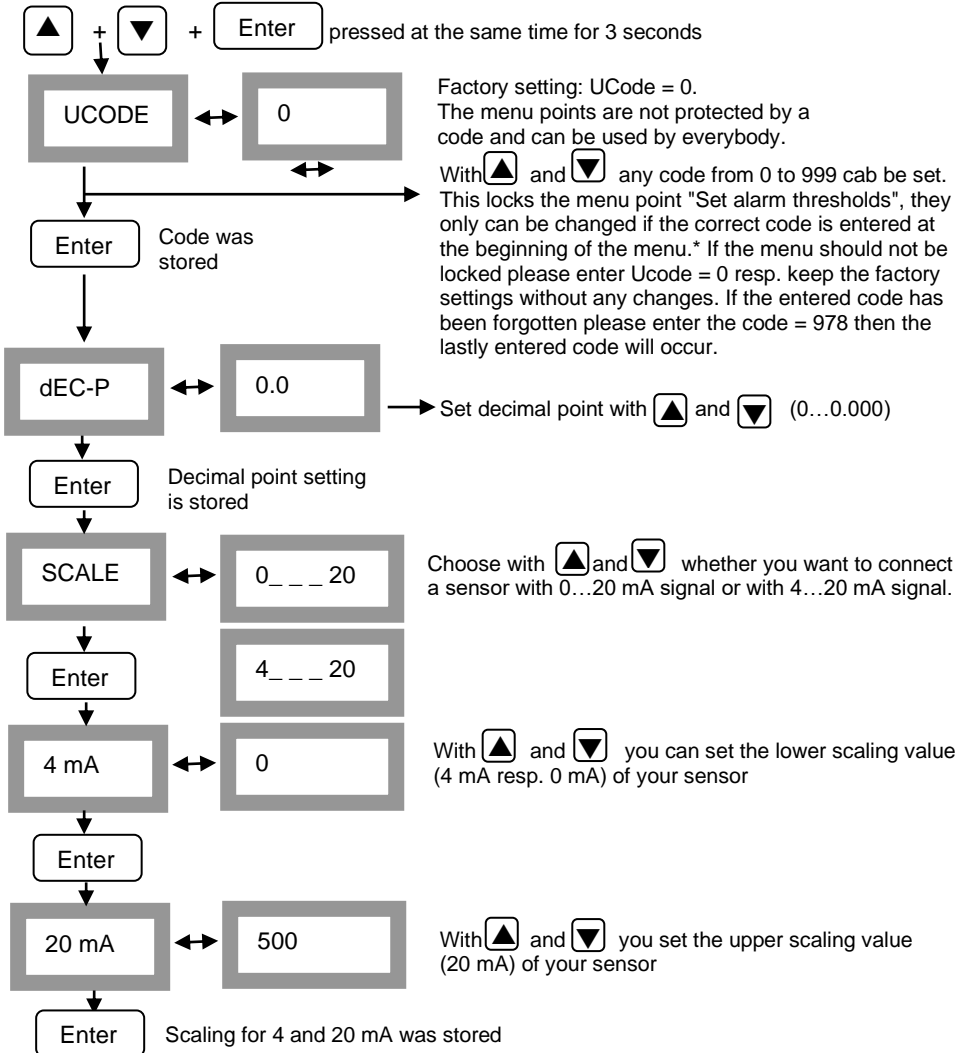 ▲ + ▼ + Enter pressed at the same time for 3 seconds
UCODE
0
Factory setting: UCode = 0.
The menu points are not protected by a
code and can be used by everybody.
With ▲ and ▼ any code from 0 to 999 cab be set.
This locks the menu point "Set alarm thresholds", they
only can be changed if the correct code is entered at
the beginning of the menu.* If the menu should not be
locked please enter Ucode = 0 resp. keep the factory
settings without any changes. If the entered code has
been forgotten please enter the code = 978 then the
lastly entered code will occur.
Enter
Code was
stored
dEC-P
0.0
Set decimal point with ▲ and ▼ (0…0.000)
Enter
Decimal point setting
is stored
SCALE
0_ _ _ 20
Choose with ▲ and ▼ whether you want to connect
a sensor with 0…20 mA signal or with 4…20 mA signal.
Enter
4_ _ _ 20
4 mA
0
With ▲ and ▼ you can set the lower scaling value
(4 mA resp. 0 mA) of your sensor
Enter
20 mA
500
With ▲ and ▼ you set the upper scaling value
(20 mA) of your sensor
Enter
Scaling for 4 and 20 mA was stored